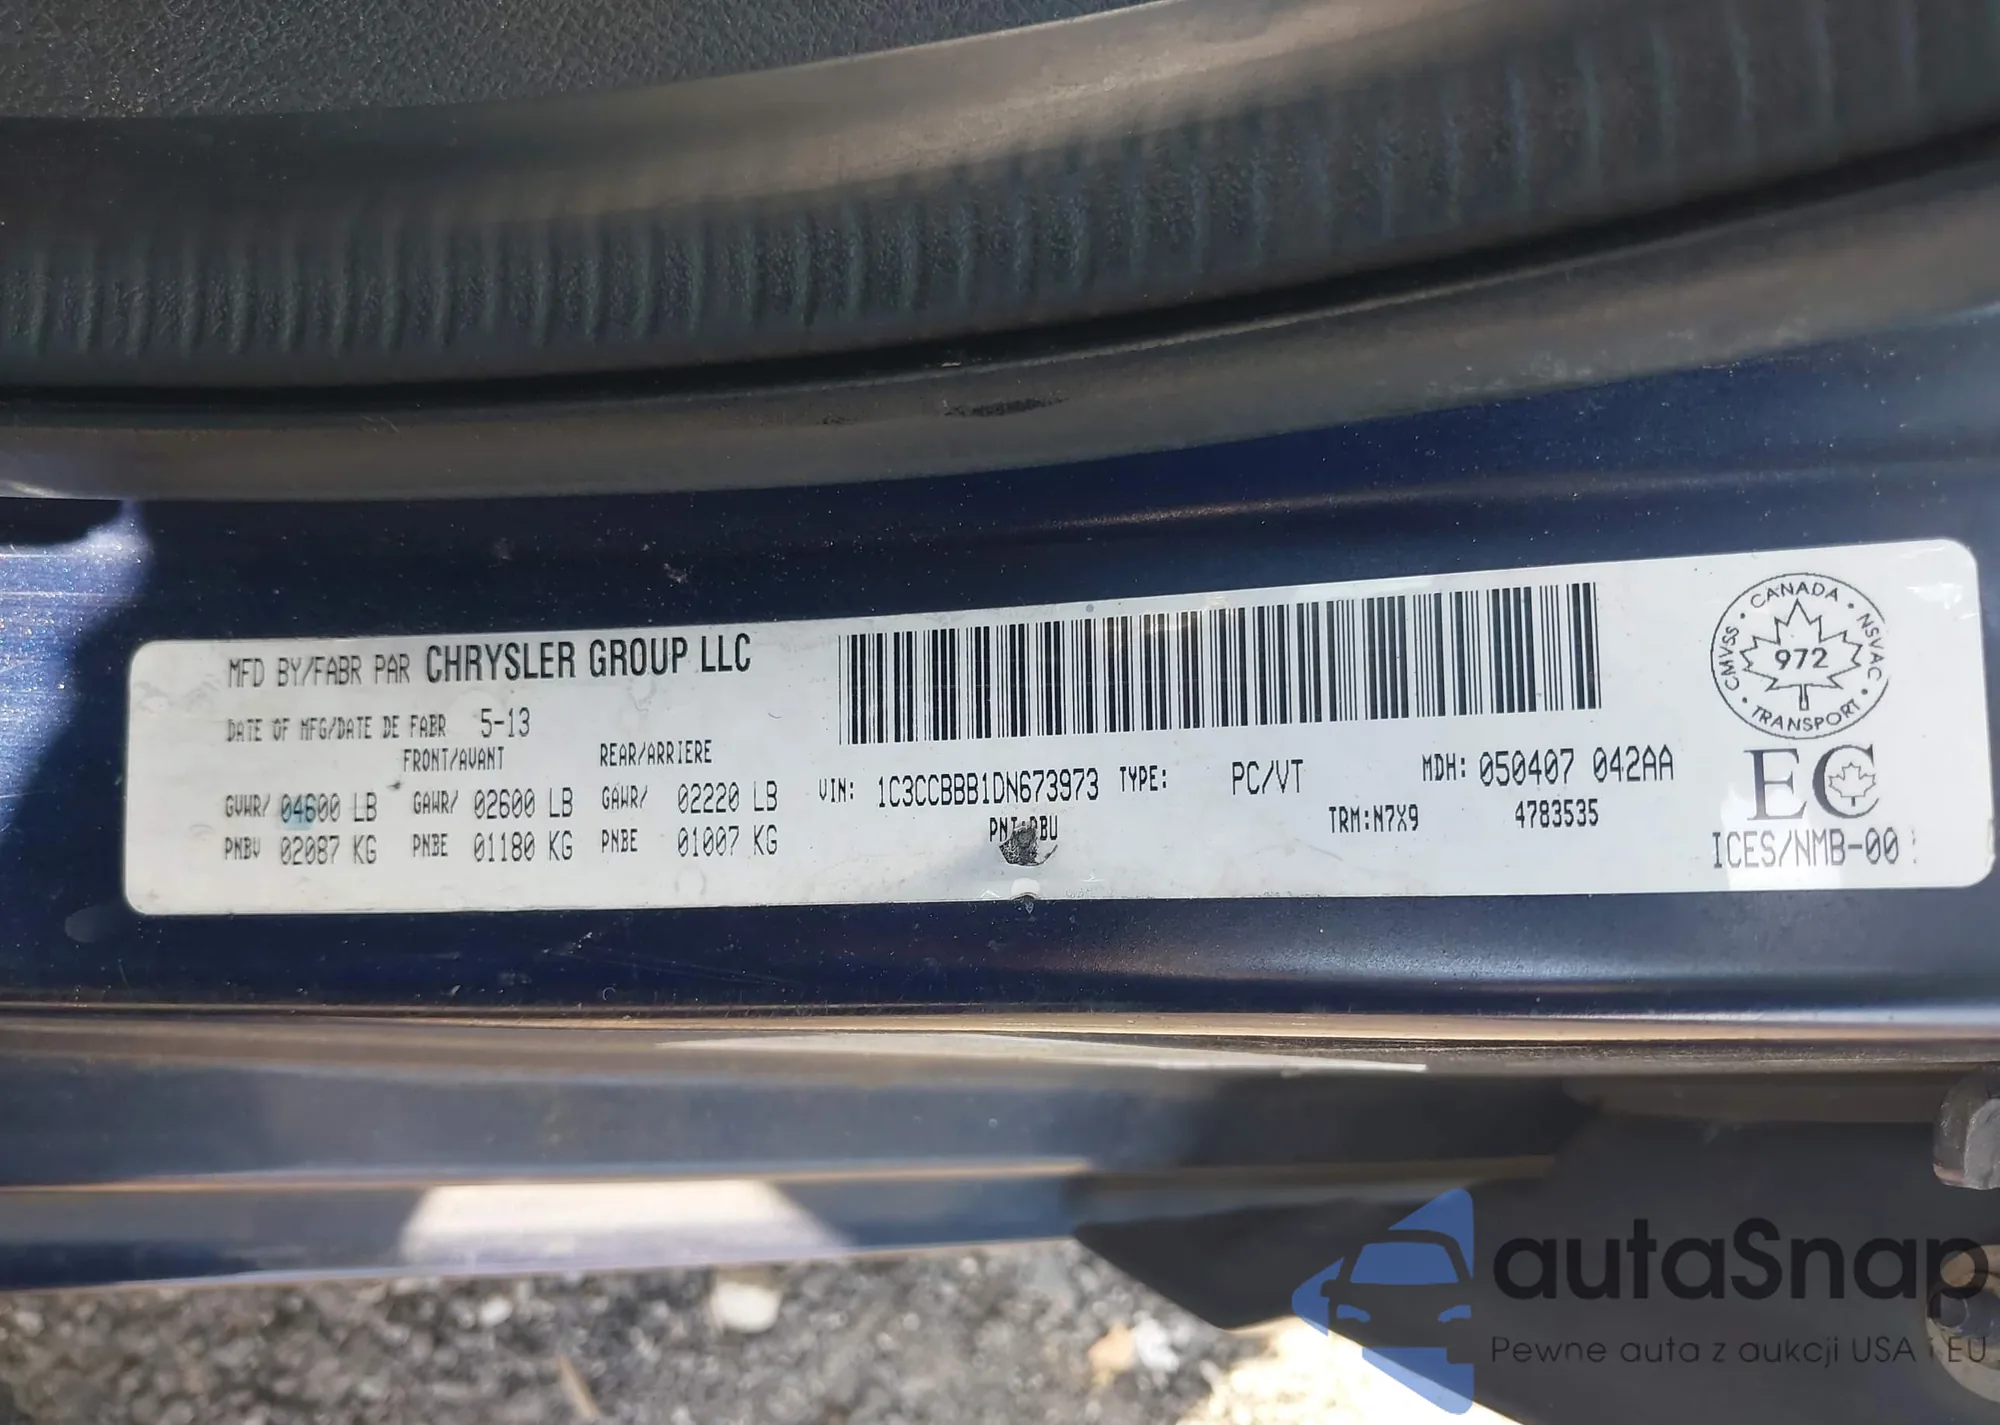 MFD BY/FABR PAR CHRYSLER GROUP LLC
DATE OF MFG/DATE DE FABR 5-13
FRONT/AVANT REAR/ARRIERE
GVWR/ 04600 LB GAWR/ 02600 LB GAWR/ 02220 LB
PNBV 02087 KG PNBE 01180 KG PNBE 01007 KG
VIN: 1C3CCBBB1DN673973 TYPE: PC/VT MDH: 050407 042AA
TRM:N7X9 4783535
CANADA
CMVSS · NSVAC
972
TRANSPORT
EC
ICES/NMB-00
autaSnap
Pewne auta z aukcji USA i EU